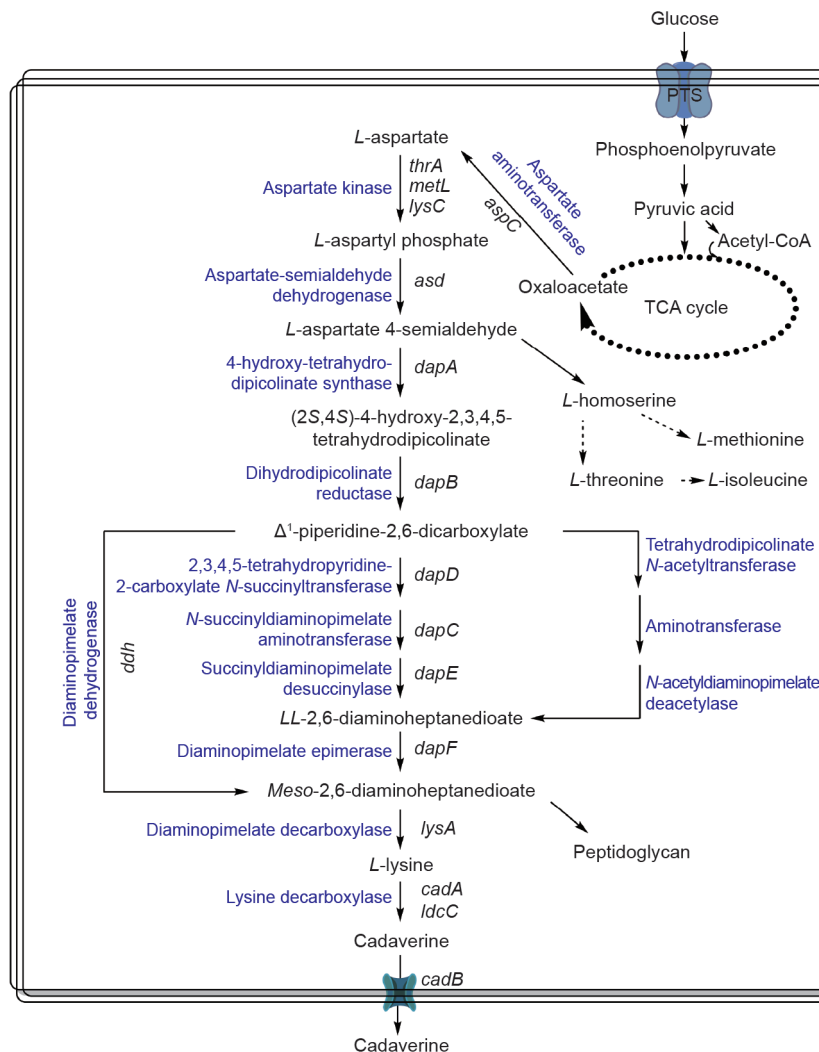 Glucose
PTS
Phosphoenolpyruvate
Pyruvic acid
Acetyl-CoA
TCA cycle
Oxaloacetate
Aspartate
aminotransferase
aspC
L-aspartate
Aspartate kinase
thrA
metL
lysC
L-aspartyl phosphate
Aspartate-semialdehyde
dehydrogenase
asd
L-aspartate 4-semialdehyde
4-hydroxy-tetrahydro-
dipicolinate synthase
dapA
L-homoserine
L-methionine
L-threonine
L-isoleucine
(2S,4S)-4-hydroxy-2,3,4,5-
tetrahydrodipicolinate
Dihydrodipicolinate
reductase
dapB
Δ¹-piperidine-2,6-dicarboxylate
2,3,4,5-tetrahydropyridine-
2-carboxylate N-succinyltransferase
dapD
N-succinyldiaminopimelate
aminotransferase
dapC
Succinyldiaminopimelate
desuccinylase
dapE
Tetrahydrodipicolinate
N-acetyltransferase
Aminotransferase
N-acetyldiaminopimelate
deacetylase
Diaminopimelate
dehydrogenase
ddh
LL-2,6-diaminoheptanedioate
Diaminopimelate epimerase
dapF
Meso-2,6-diaminoheptanedioate
Peptidoglycan
Diaminopimelate decarboxylase
lysA
L-lysine
Lysine decarboxylase
cadA
ldcC
Cadaverine
cadB
Cadaverine